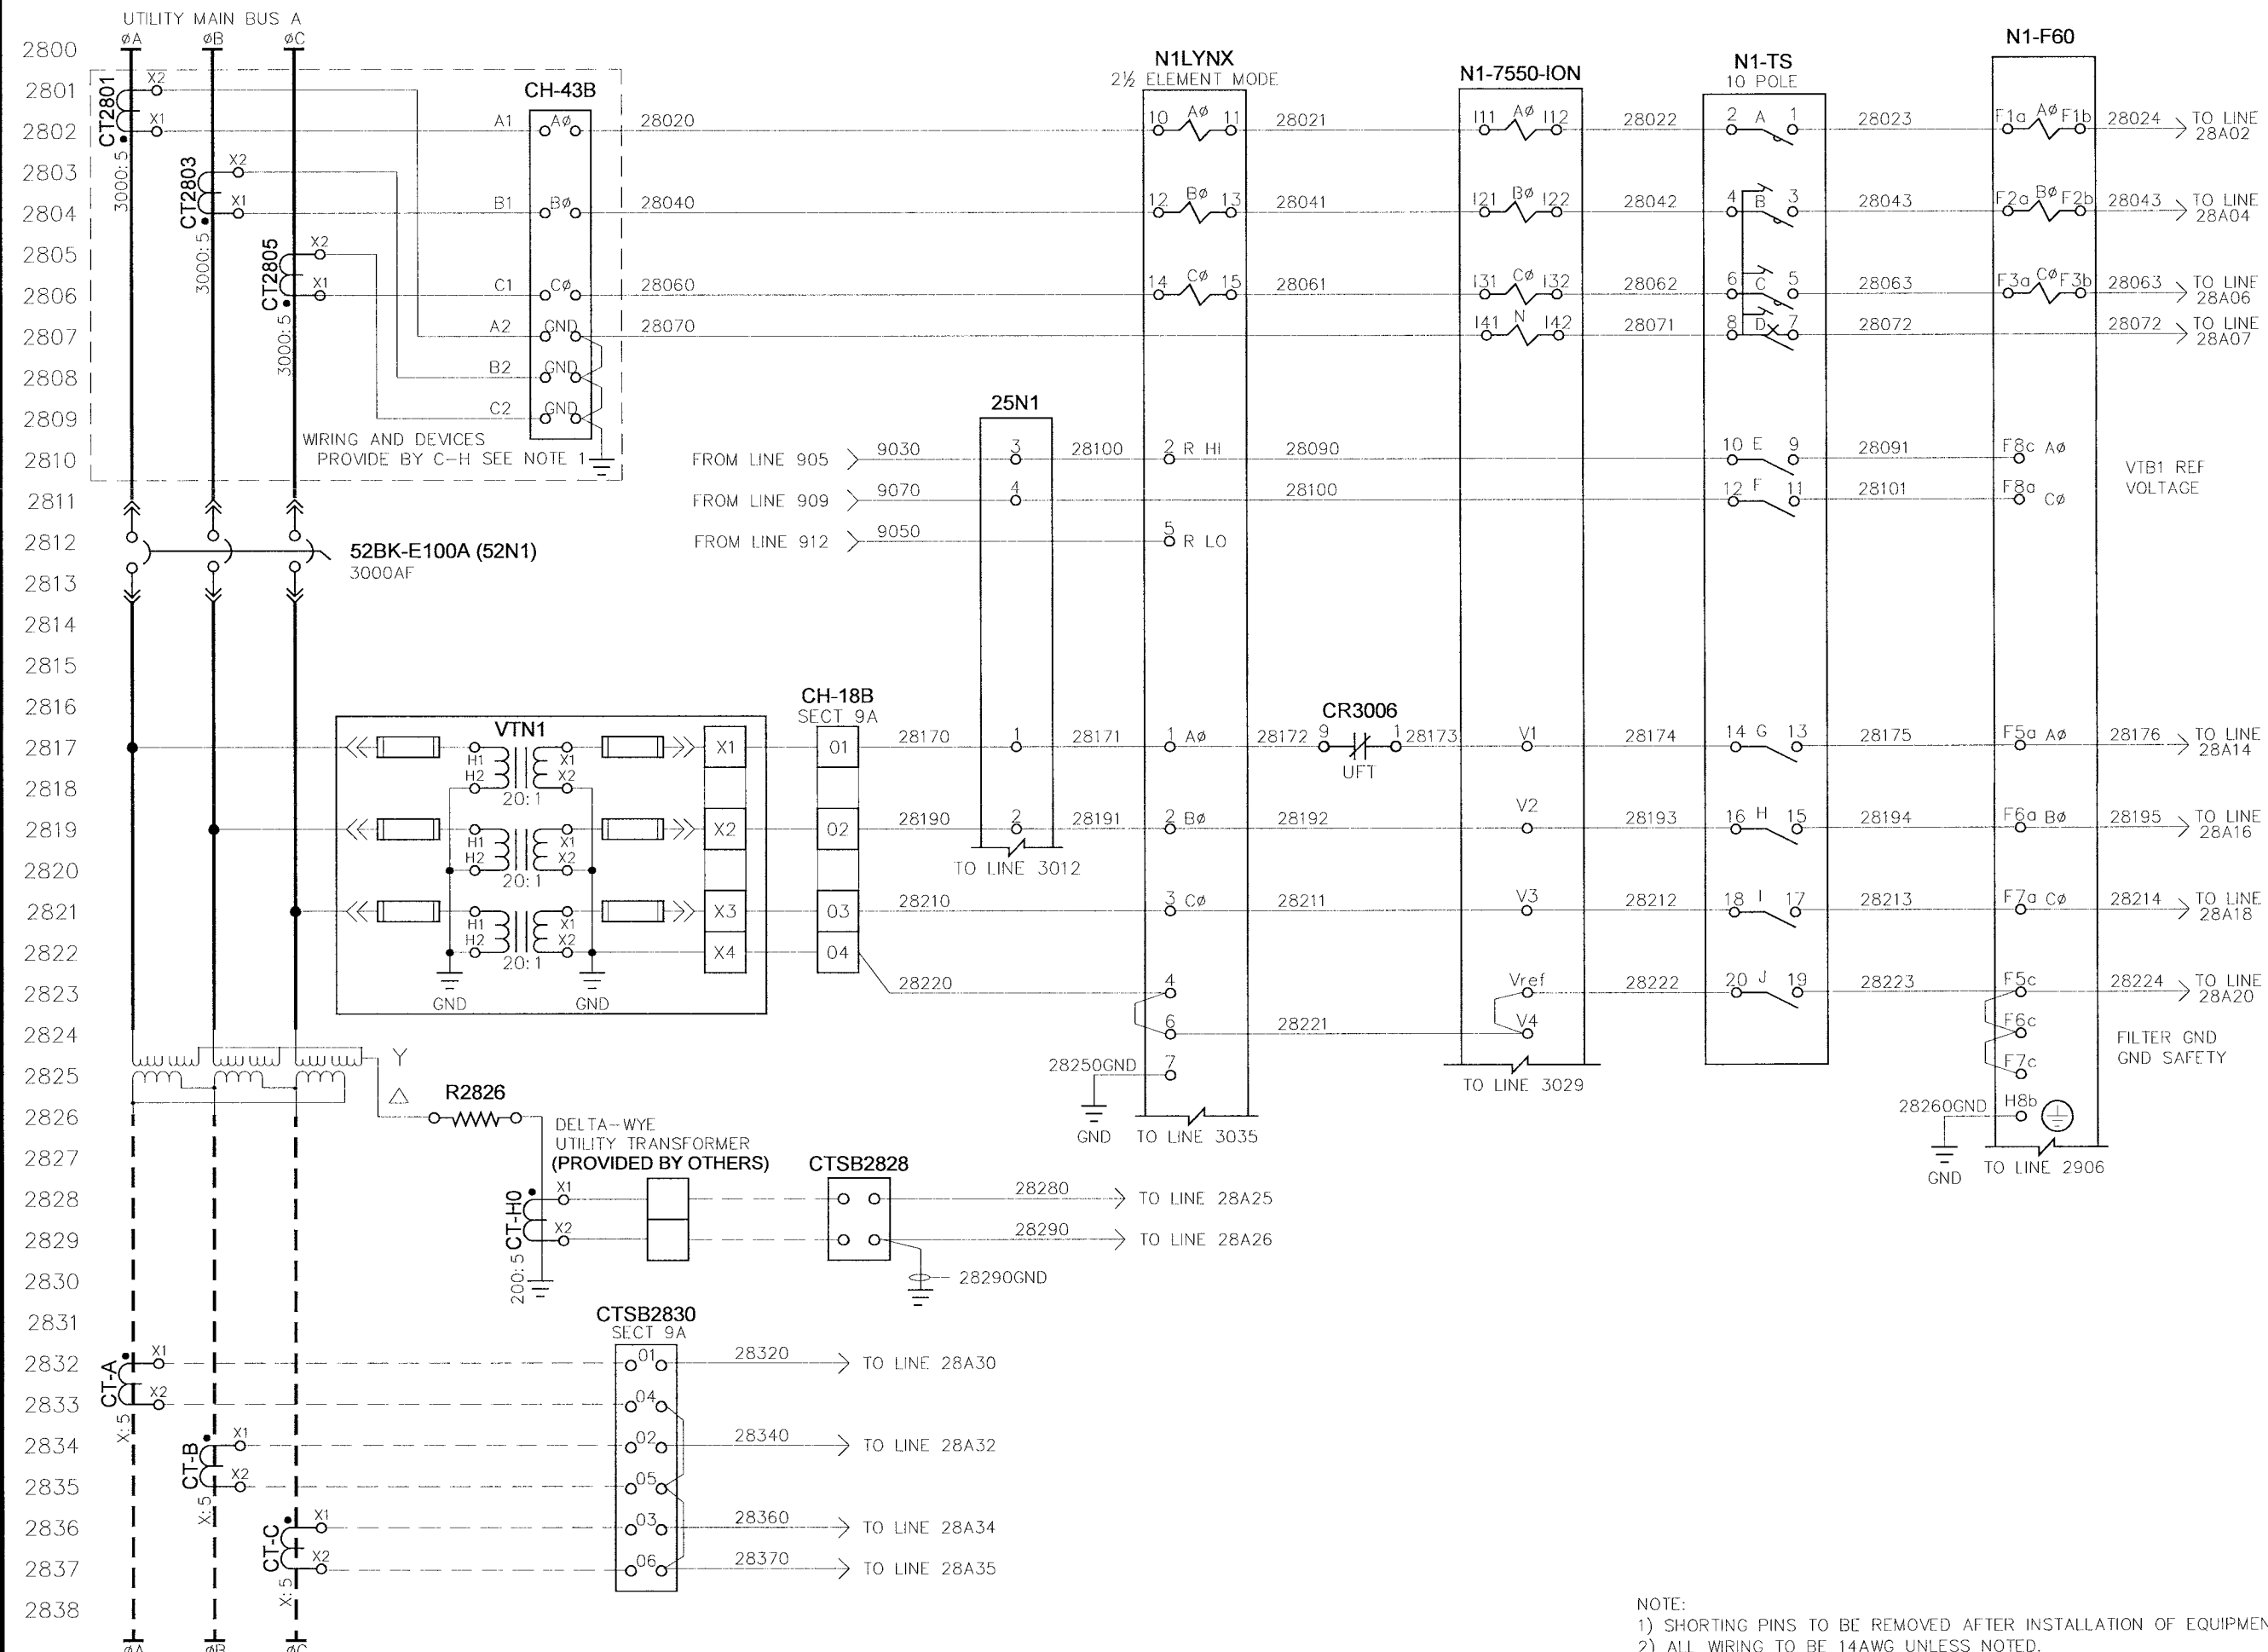 UTILITY MAIN BUS A
øA øB øC
N1LYNX
2½ ELEMENT MODE
N1-7550-ION
N1-TS
10 POLE
N1-F60
2800
2801 CT2801 X2 CH-43B
2802 X1 A1 Aø 28020 10 Aø 11 28021 I11 Aø I12 28022 2 A 1 28023 F1a Aø F1b 28024 TO LINE 28A02
3000:5
2803 CT2803 X2
2804 X1 B1 Bø 28040 12 Bø 13 28041 I21 Bø I22 28042 4 B 3 28043 F2a Bø F2b 28043 TO LINE 28A04
3000:5
2805 CT2805 X2
2806 X1 C1 Cø 28060 14 Cø 15 28061 I31 Cø I32 28062 6 C 5 28063 F3a Cø F3b 28063 TO LINE 28A06
3000:5
2807 A2 GND 28070 I41 N I42 28071 8 D 7 28072 28072 TO LINE 28A07
2808 B2 GND
2809 C2 GND 25N1
WIRING AND DEVICES
PROVIDE BY C-H SEE NOTE 1
2810 FROM LINE 905 9030 3 28100 2 R HI 28090 10 E 9 28091 F8c Aø
VTB1 REF
VOLTAGE
2811 FROM LINE 909 9070 4 28100 12 F 11 28101 F8a Cø
2812 FROM LINE 912 9050 5 R LO
52BK-E100A (52N1)
3000AF
2813
2814
2815
2816 CH-18B
SECT 9A
CR3006
2817 VTN1 H1 X1 X1 01 28170 1 28171 1 Aø 28172 9 1 28173 V1 28174 14 G 13 28175 F5a Aø 28176 TO LINE 28A14
UFT
2818 H2 X2
20:1
2819 H1 X1 X2 02 28190 2 28191 2 Bø 28192 V2 28193 16 H 15 28194 F6a Bø 28195 TO LINE 28A16
2820 H2 X2
20:1
TO LINE 3012
2821 H1 X1 X3 03 28210 3 Cø 28211 V3 28212 18 I 17 28213 F7a Cø 28214 TO LINE 28A18
2822 H2 X2 X4 04
20:1
2823 GND GND 28220 4 Vref 28222 20 J 19 28223 F5c 28224 TO LINE 28A20
2824 6 28221 V4 F6c
FILTER GND
GND SAFETY
Y
2825 28250GND 7 F7c
TO LINE 3029
△
R2826
2826 28260GND H8b
GND TO LINE 3035
DELTA-WYE
UTILITY TRANSFORMER
(PROVIDED BY OTHERS)
2827 CTSB2828
GND TO LINE 2906
2828 CT-H0 X1 28280 TO LINE 28A25
2829 X2 28290 TO LINE 28A26
200:5
2830 28290GND
2831 CTSB2830
SECT 9A
2832 CT-A X1 01 28320 TO LINE 28A30
2833 X2 04
X:5
2834 CT-B X1 02 28340 TO LINE 28A32
2835 X2 05
X:5
2836 CT-C X1 03 28360 TO LINE 28A34
2837 X2 06 28370 TO LINE 28A35
X:5
2838
øA øB øC
NOTE:
1) SHORTING PINS TO BE REMOVED AFTER INSTALLATION OF EQUIPMEN
2) ALL WIRING TO BE 14AWG UNLESS NOTED.